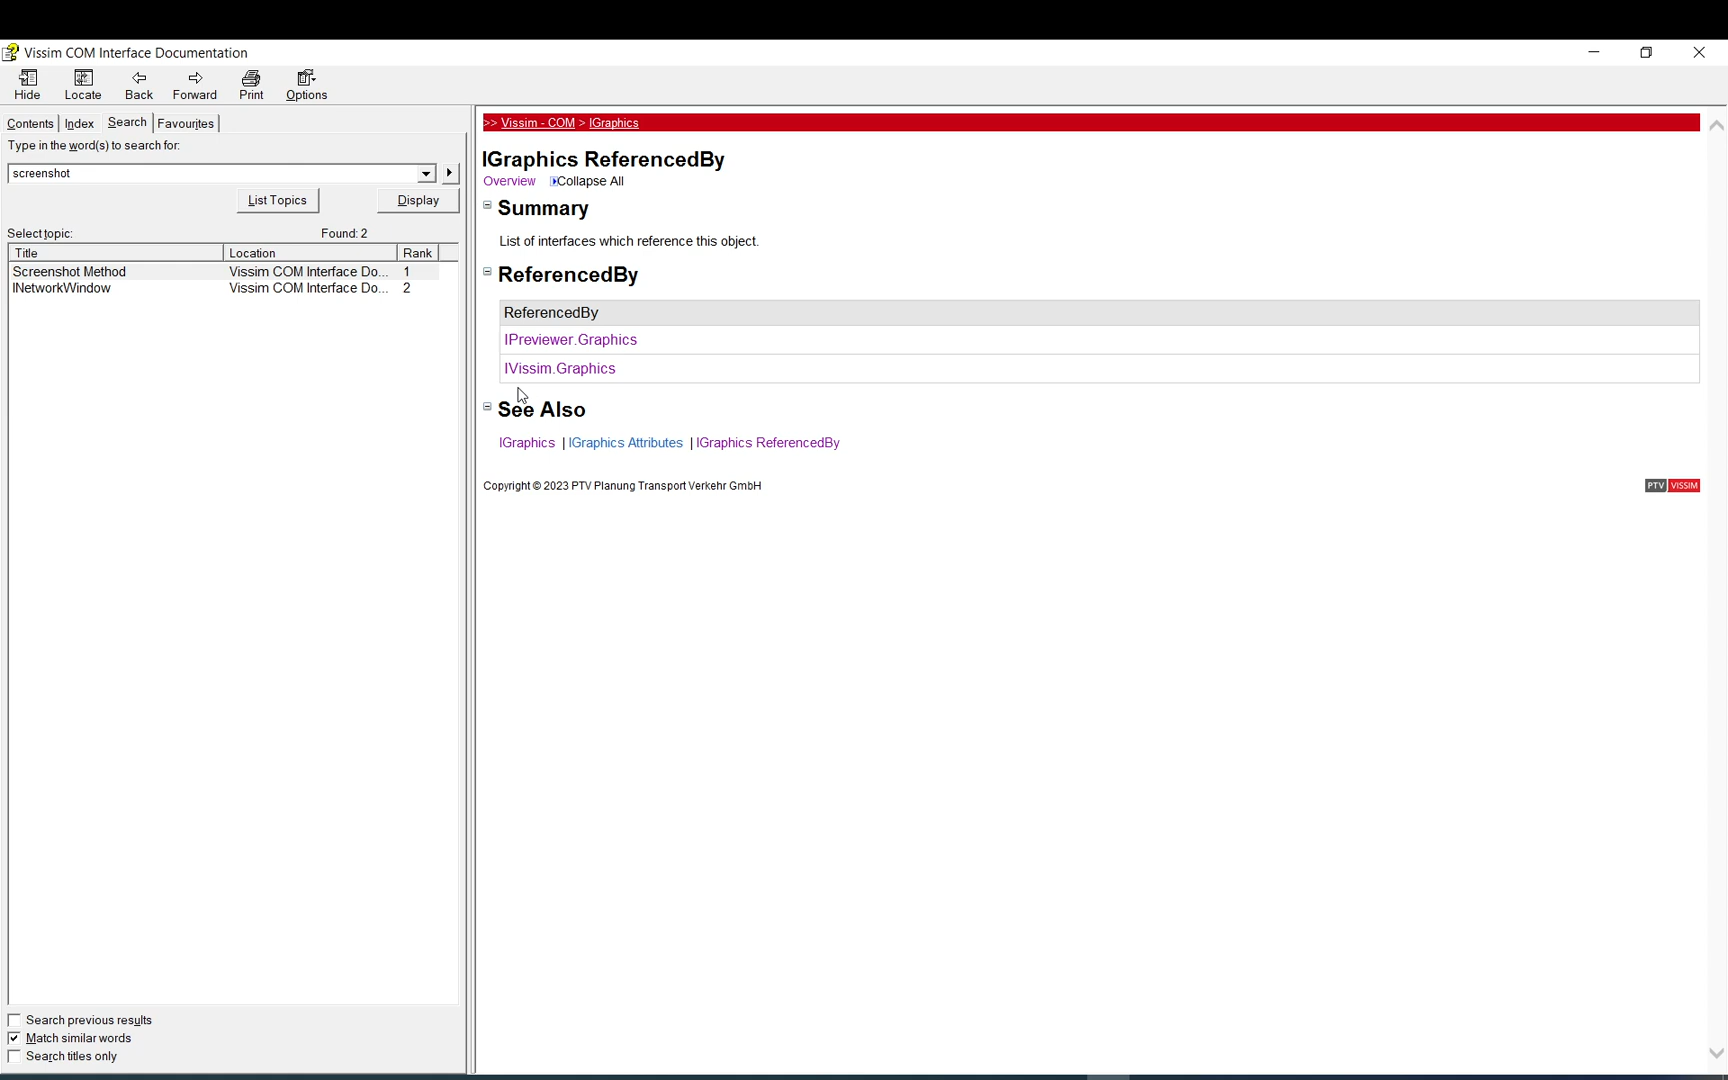 Vissim COM Interface Documentation
Hide Locate Back Forward Print Options
Contents Index Search Favourites
Type in the word(s) to search for:
screenshot
List Topics Display
Select topic: Found: 2
Title Location Rank
Screenshot Method Vissim COM Interface Do... 1
INetworkWindow Vissim COM Interface Do... 2
Search previous results
Match similar words
Search titles only
>> Vissim - COM > IGraphics
IGraphics ReferencedBy
Overview Collapse All
Summary
List of interfaces which reference this object.
ReferencedBy
ReferencedBy
IPreviewer.Graphics
IVissim.Graphics
See Also
IGraphics | IGraphics Attributes | IGraphics ReferencedBy
Copyright © 2023 PTV Planung Transport Verkehr GmbH
PTV VISSIM